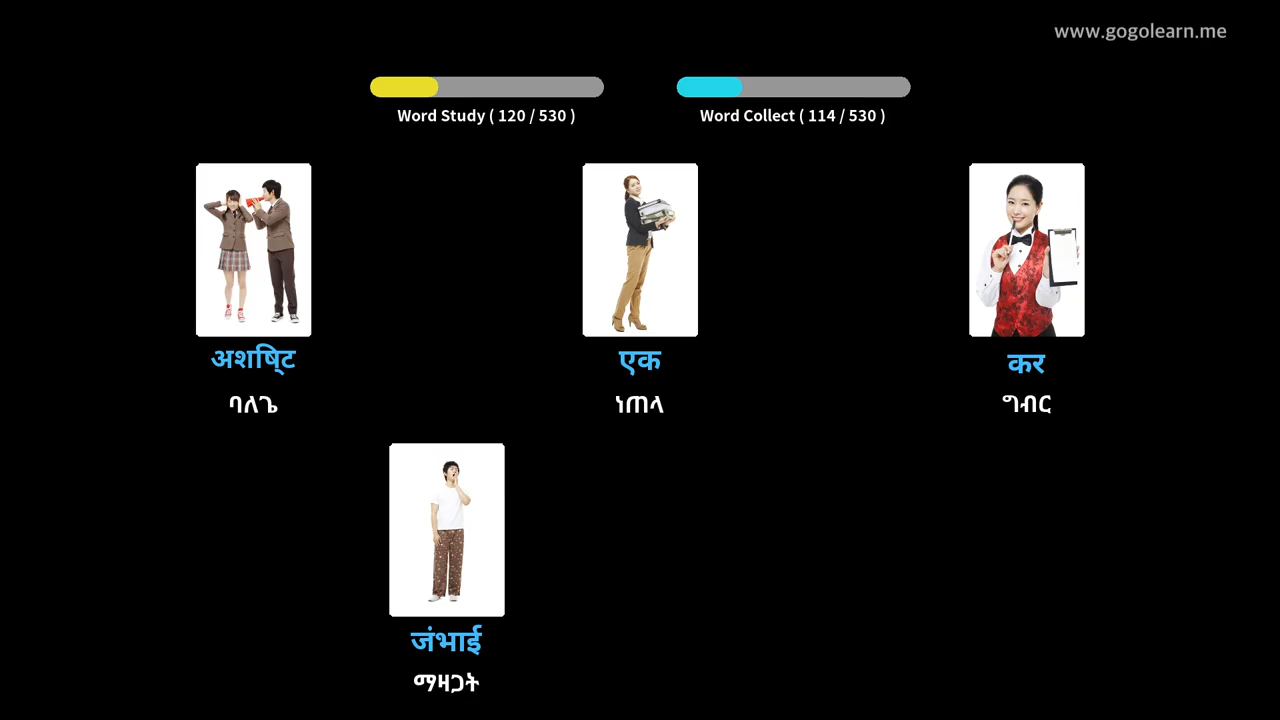 www.gogolearn.me
Word Study ( 120 / 530 )
Word Collect ( 114 / 530 )
अशिष्ट
ባለጌ
एक
ነጠላ
कर
ግብር
जंभाई
ማዛጋት